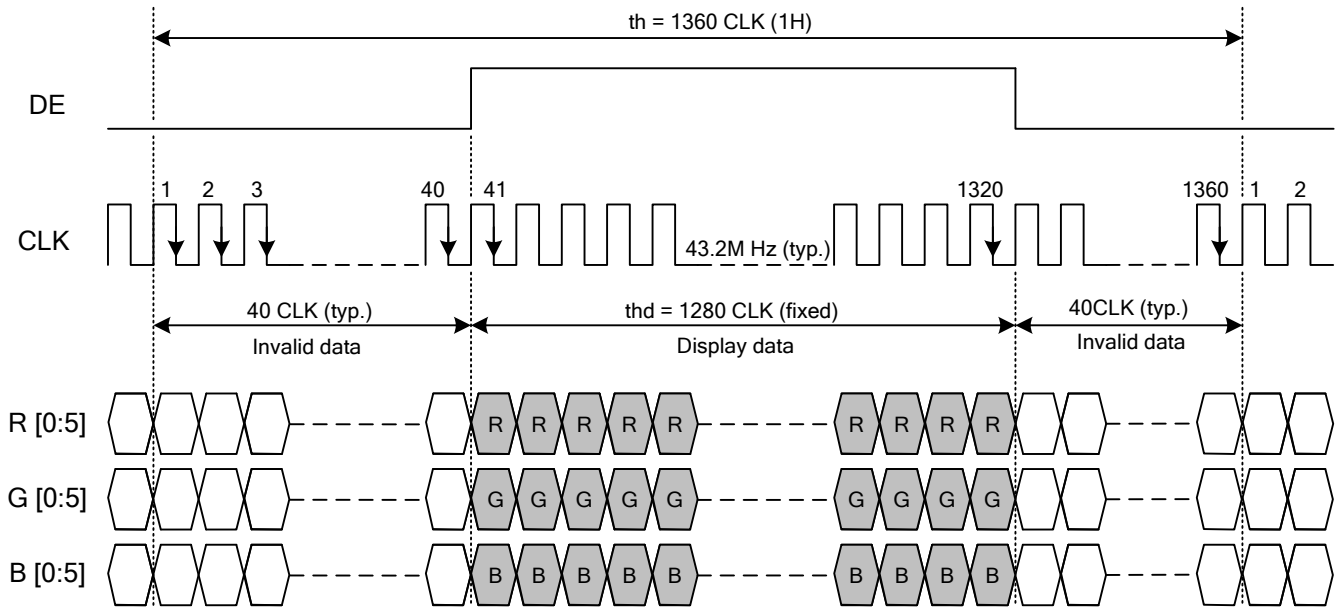 th = 1360 CLK (1H)
DE
1 2 3 40 41 1320 1360 1 2
CLK
43.2M Hz (typ.)
40 CLK (typ.) thd = 1280 CLK (fixed) 40CLK (typ.)
Invalid data Display data Invalid data
R [0:5] R R R R R R R R R
G [0:5] G G G G G G G G G
B [0:5] B B B B B B B B B